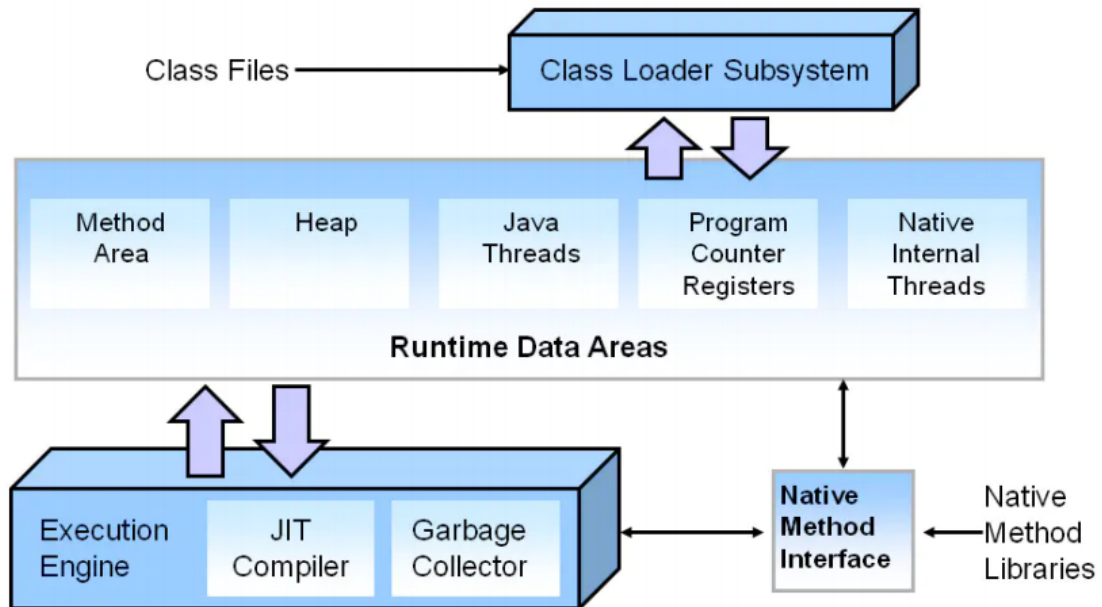 Class Files
Class Loader Subsystem
Method
Area
Heap
Java
Threads
Program
Counter
Registers
Native
Internal
Threads
Runtime Data Areas
Execution
Engine
JIT
Compiler
Garbage
Collector
Native
Method
Interface
Native
Method
Libraries